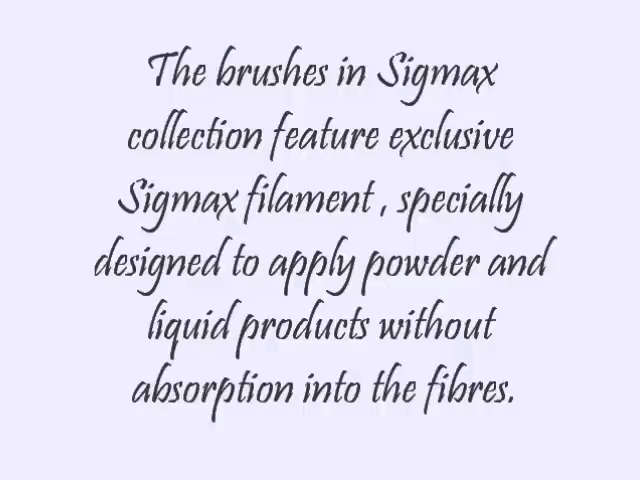 The brushes in Sigmax
collection feature exclusive
Sigmax filament , specially
designed to apply powder and
liquid products without
absorption into the fibres.